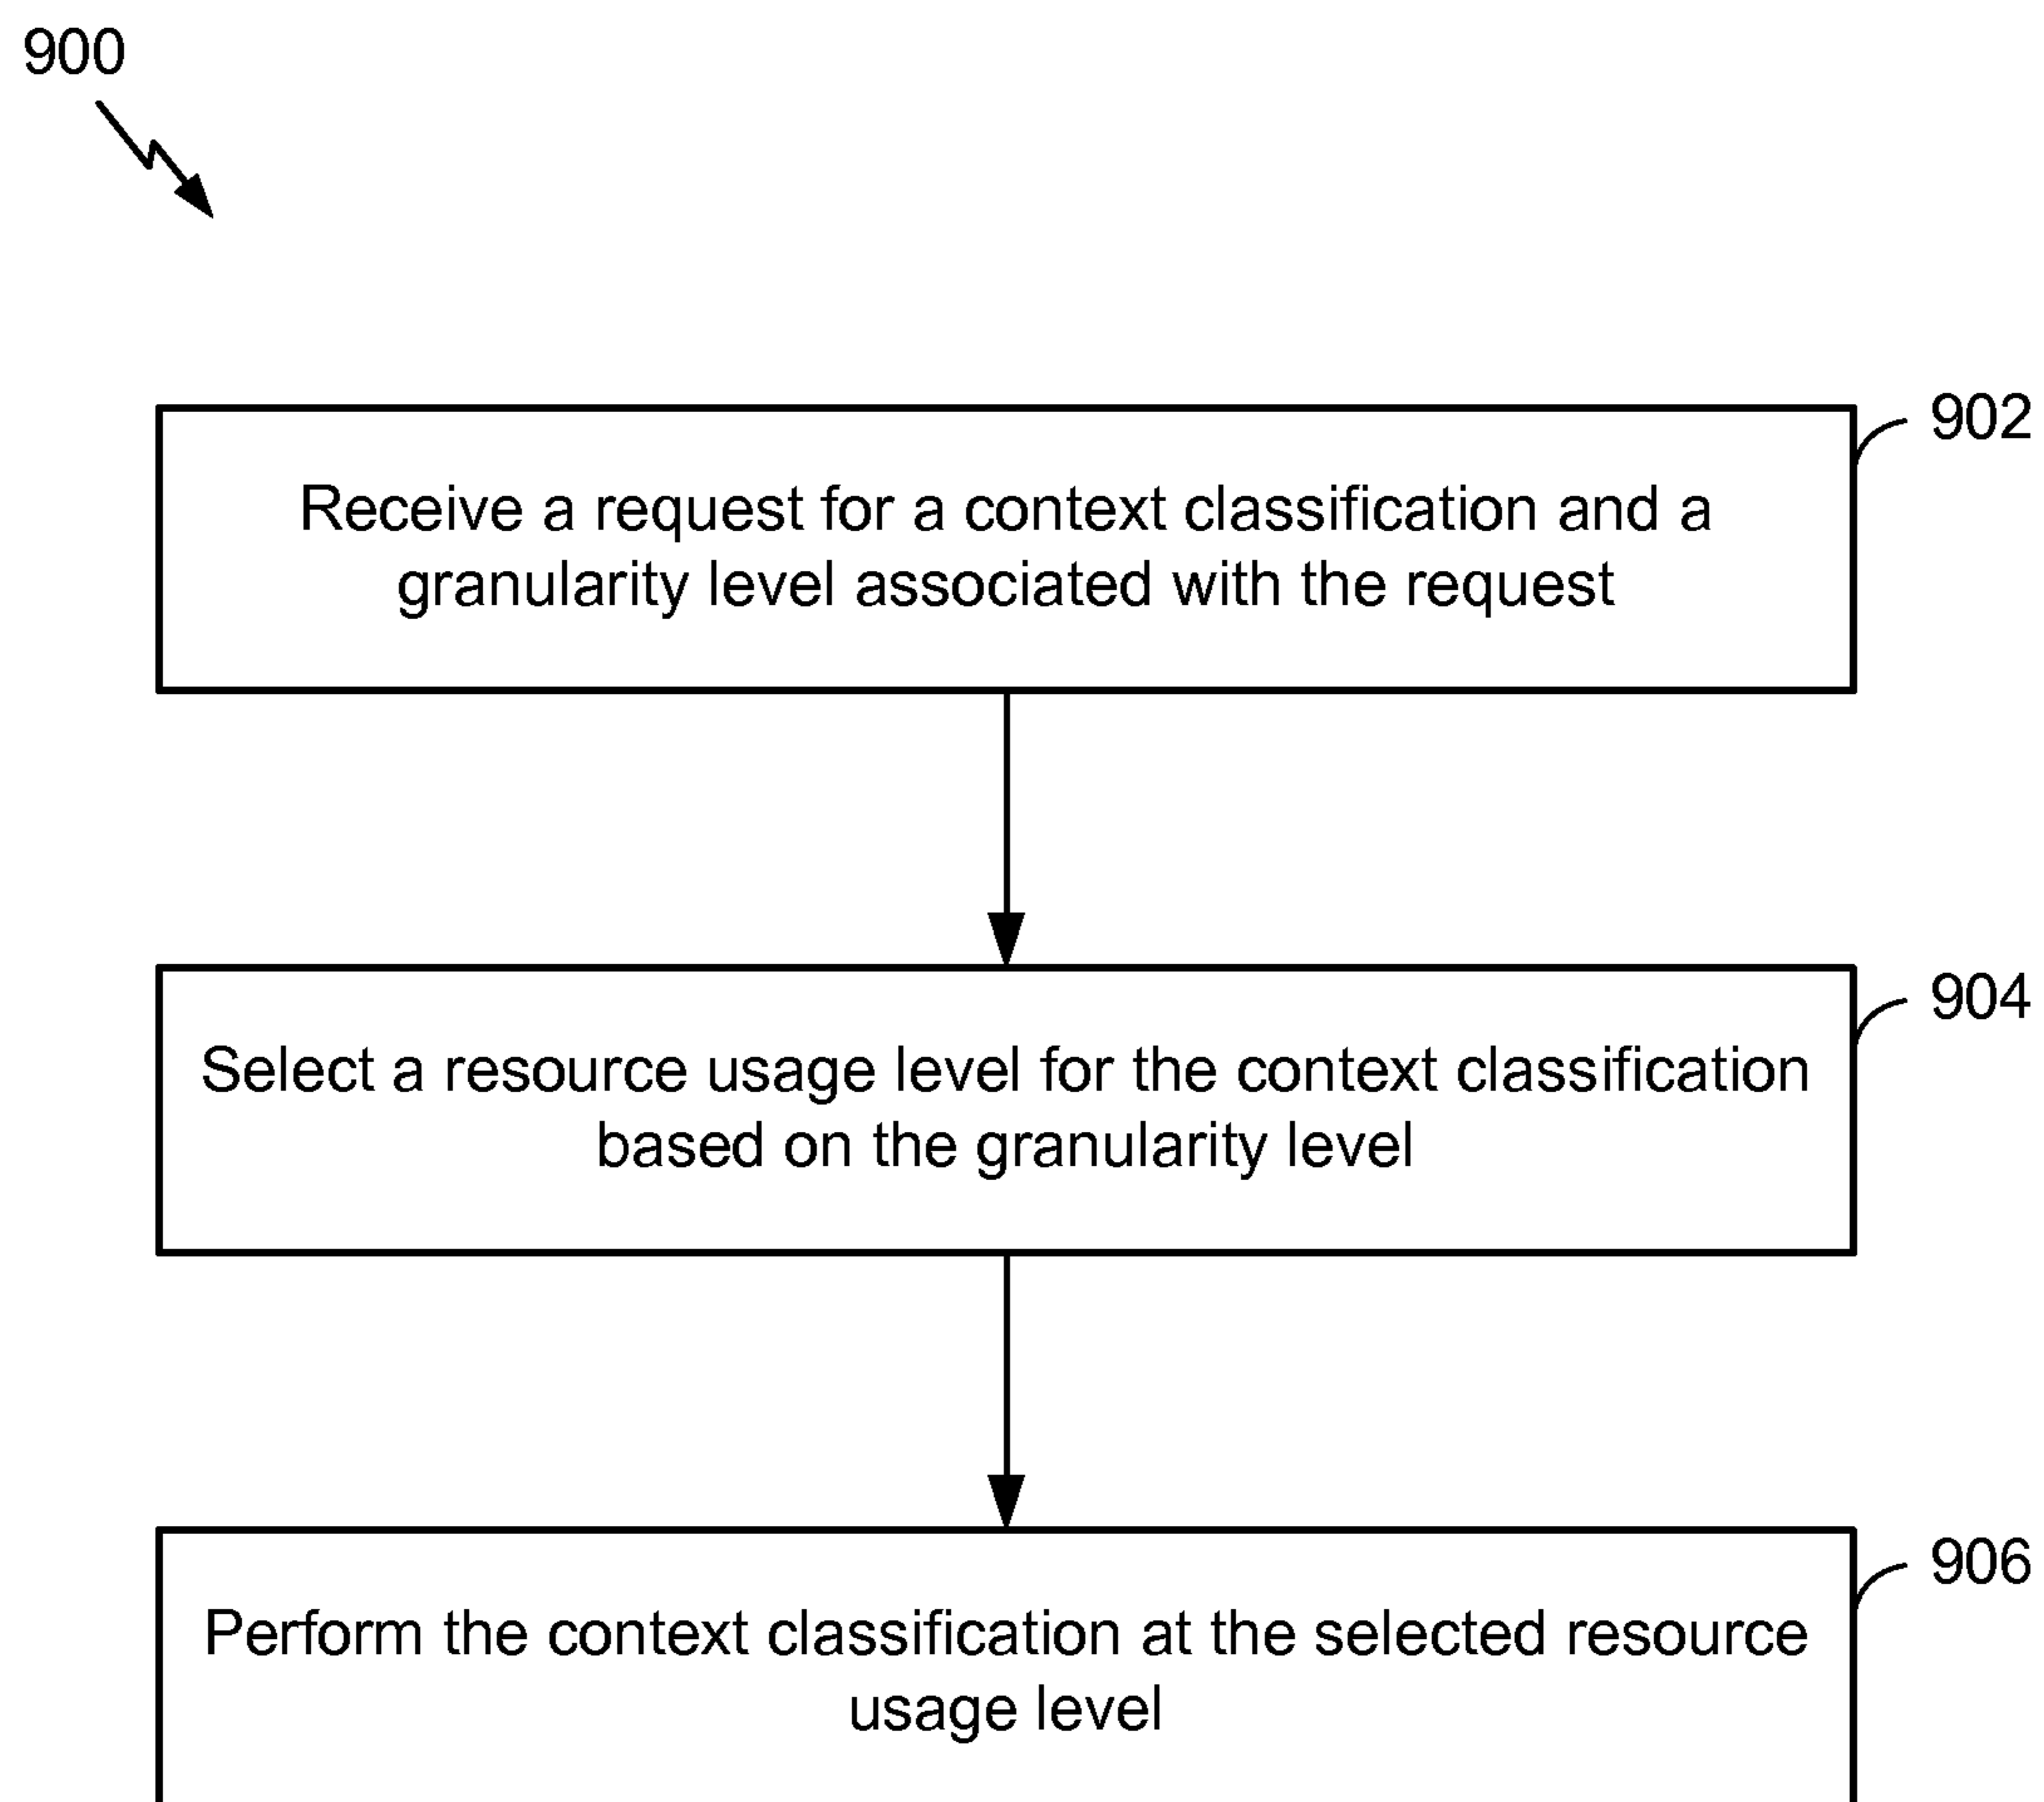 900
902
Receive a request for a context classification and a
granularity level associated with the request
904
Select a resource usage level for the context classification
based on the granularity level
906
Perform the context classification at the selected resource
usage level